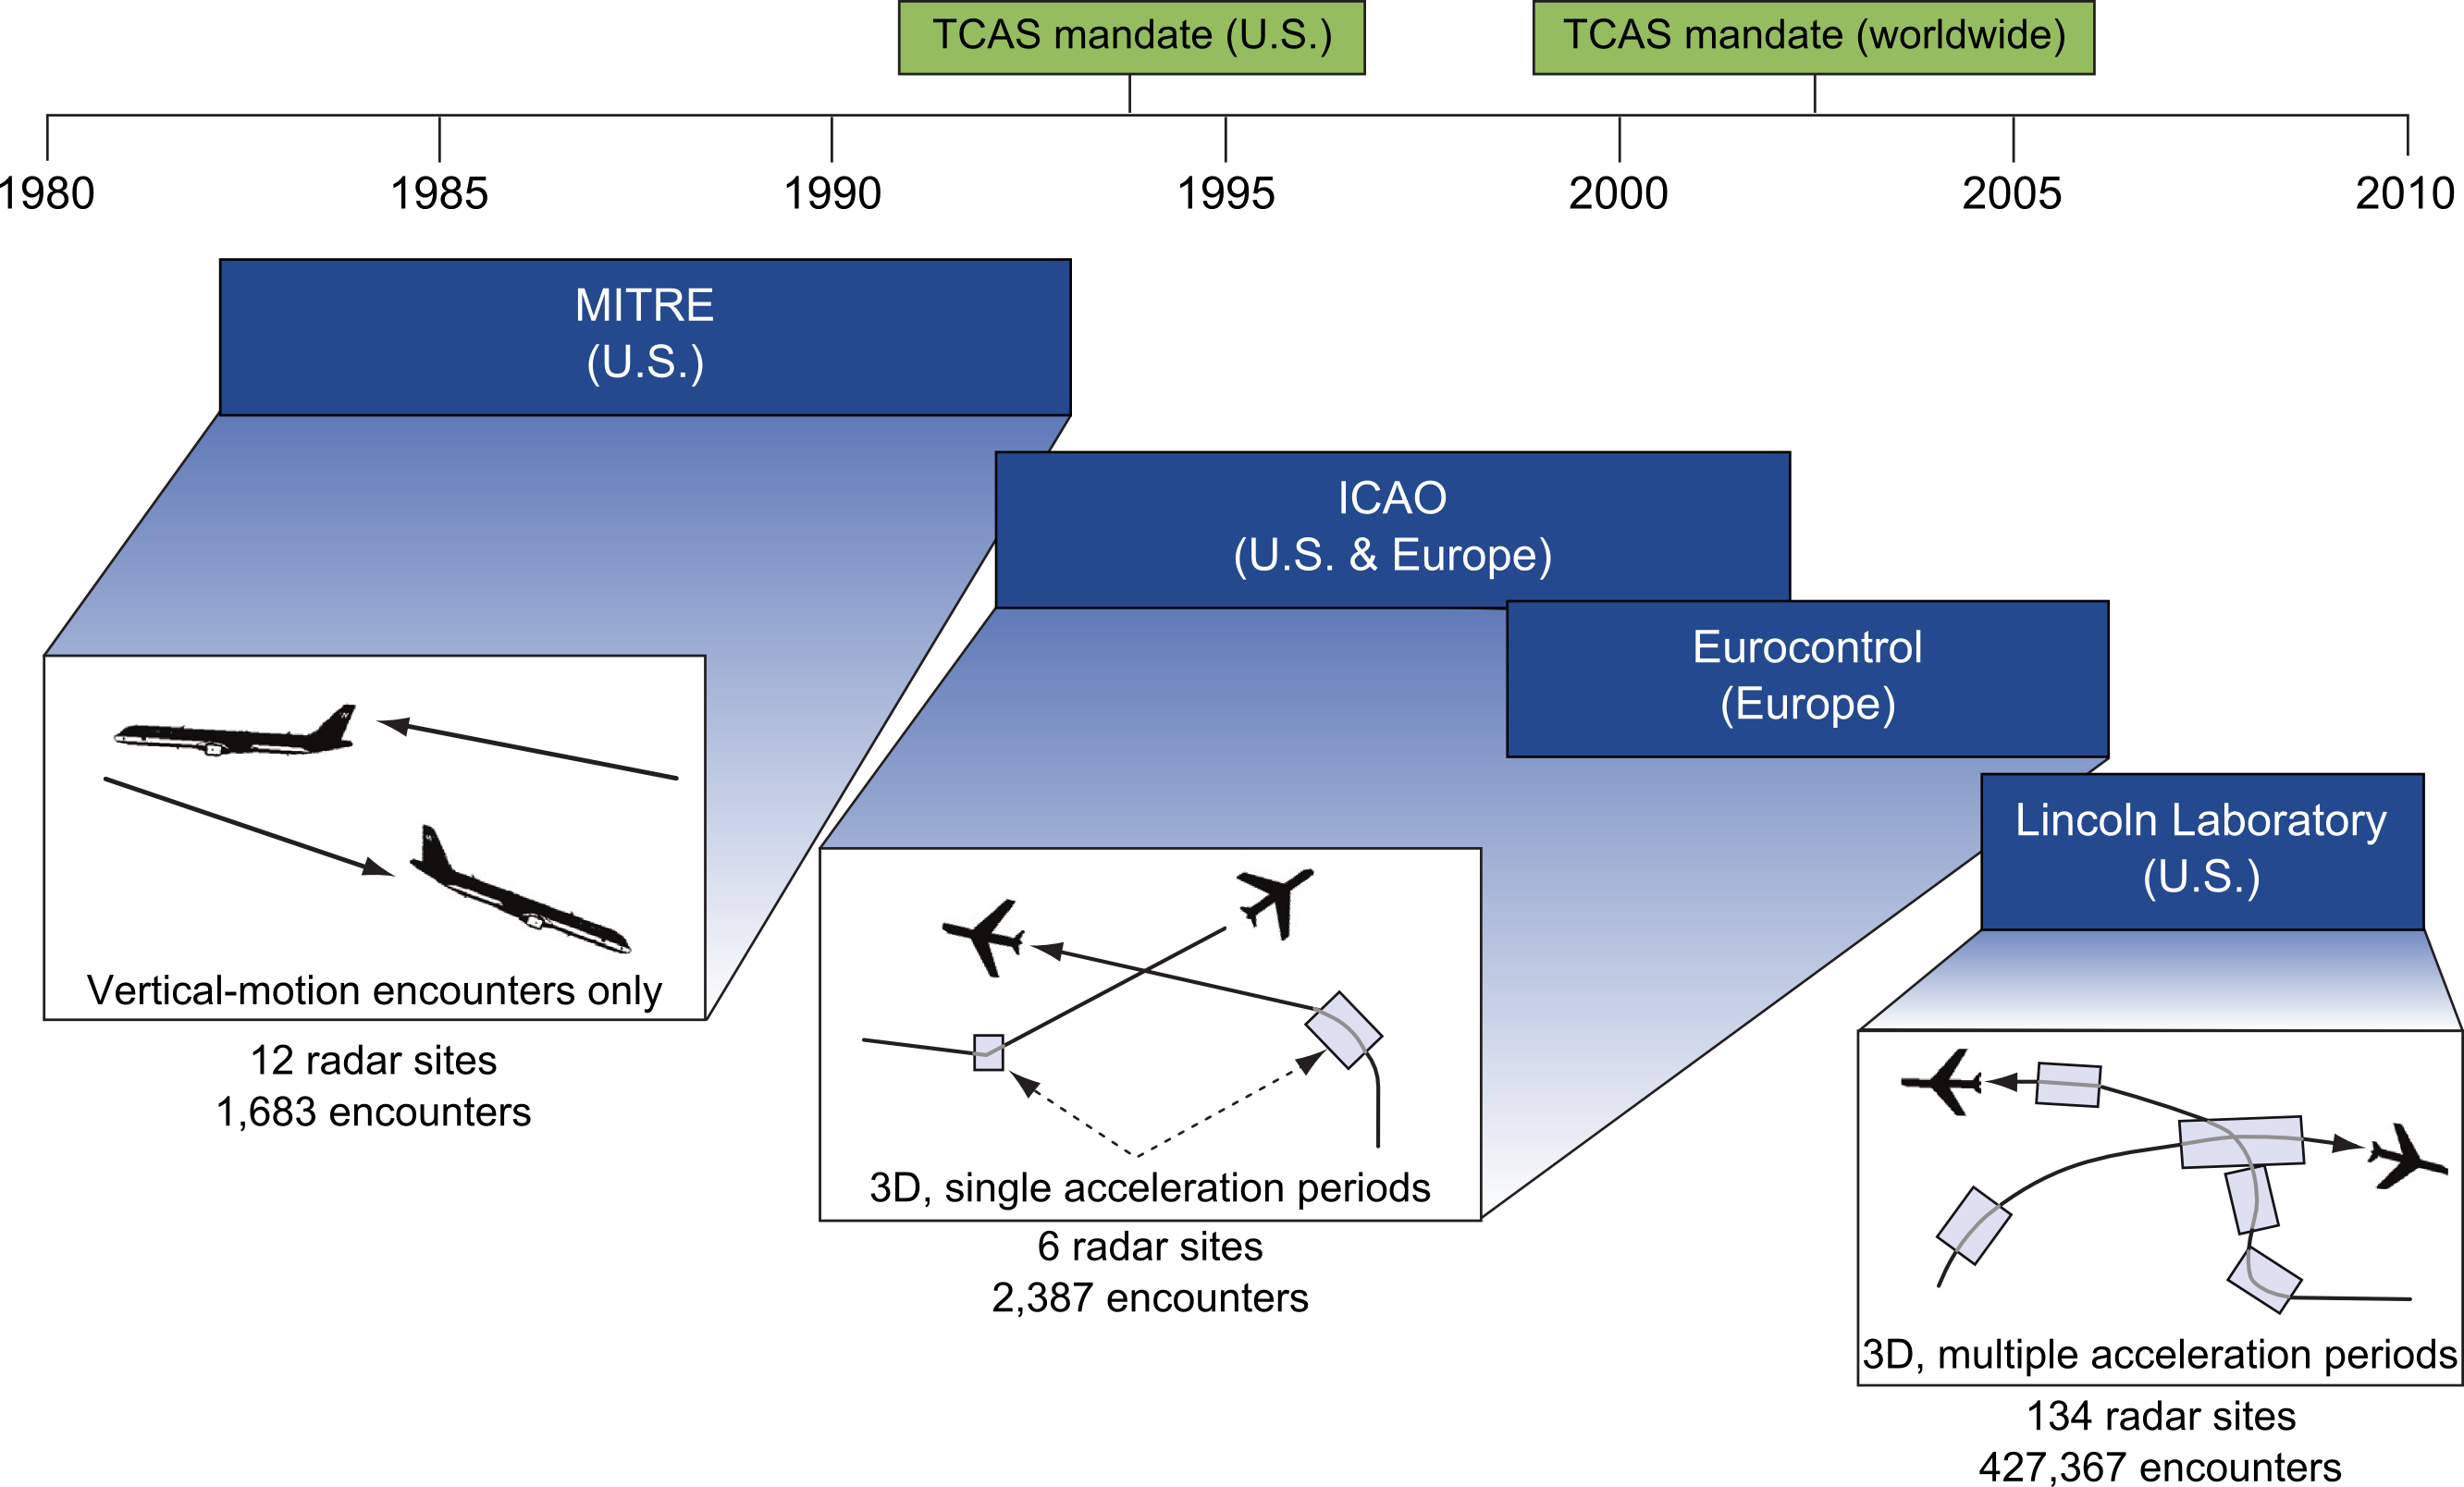 TCAS mandate (U.S.)
TCAS mandate (worldwide)
1980
1985
1990
1995
2000
2005
2010
MITRE
(U.S.)
ICAO
(U.S. & Europe)
Eurocontrol
(Europe)
Lincoln Laboratory
(U.S.)
Vertical-motion encounters only
12 radar sites
1,683 encounters
3D, single acceleration periods
6 radar sites
2,387 encounters
3D, multiple acceleration periods
134 radar sites
427,367 encounters